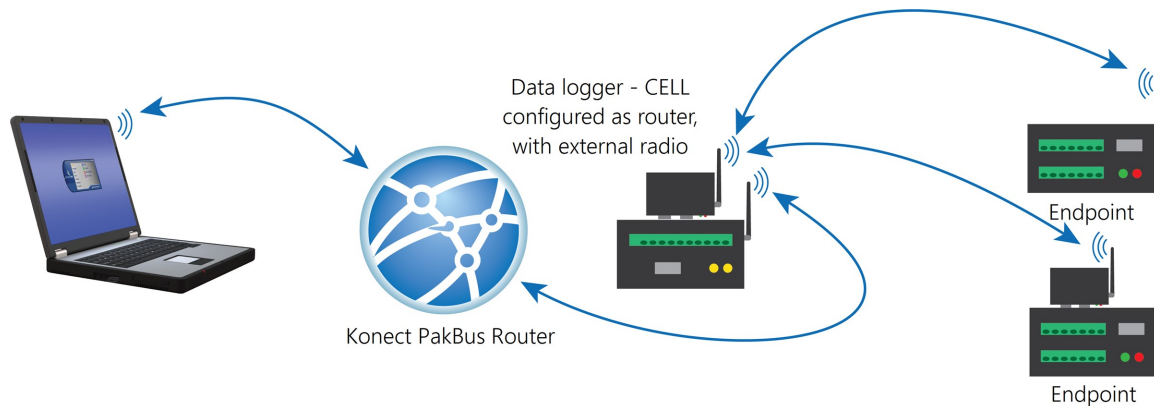 Data logger - CELL
configured as router,
with external radio
Endpoint
Konect PakBus Router
Endpoint